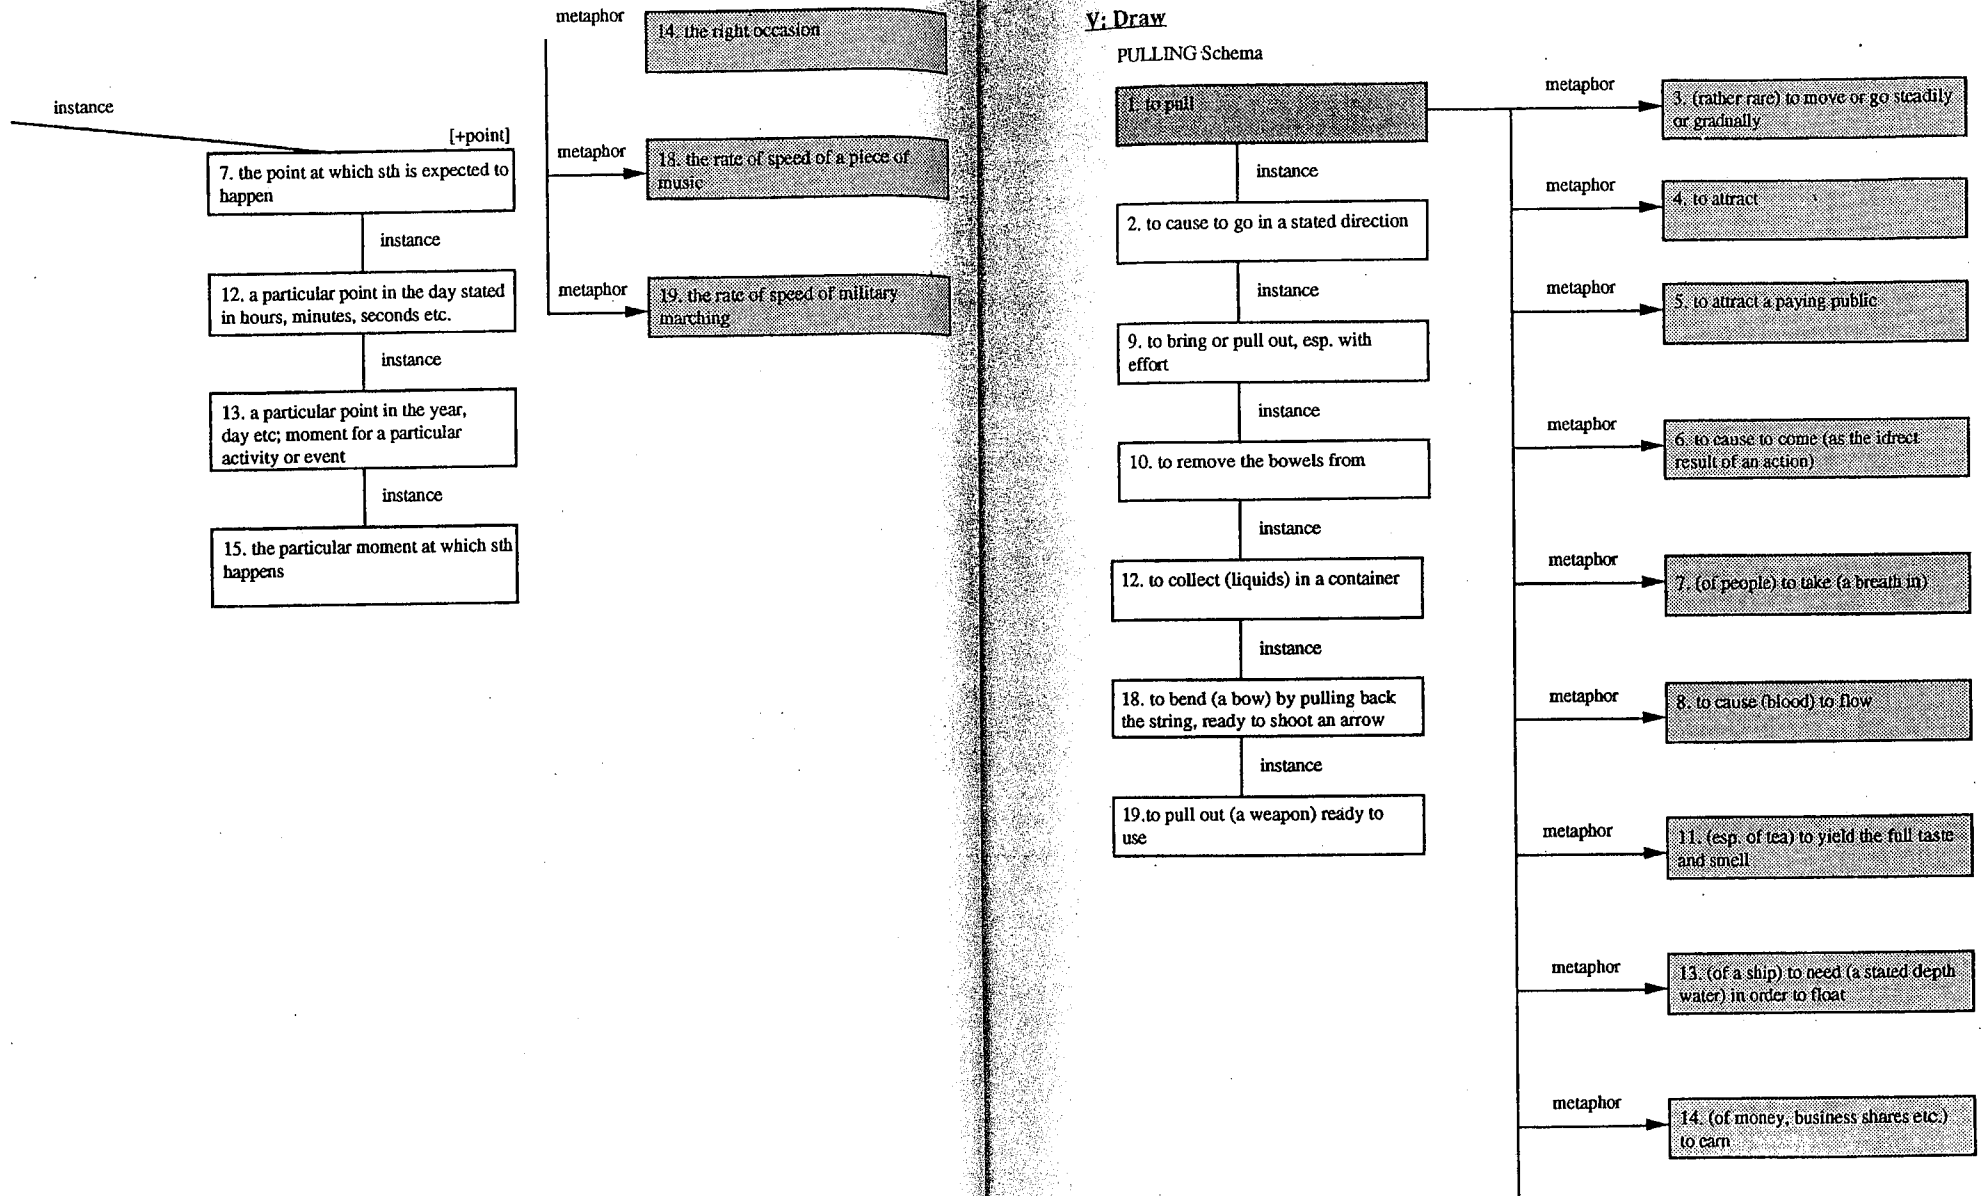 metaphor
14. the right occasion
instance
[+point]
7. the point at which sth is expected to
happen
metaphor
18. the rate of speed of a piece of
music
instance
12. a particular point in the day stated
in hours, minutes, seconds etc.
metaphor
19. the rate of speed of military
marching
instance
13. a particular point in the year,
day etc; moment for a particular
activity or event
instance
15. the particular moment at which sth
happens
V: Draw
PULLING Schema
1. to pull
instance
2. to cause to go in a stated direction
instance
9. to bring or pull out, esp. with
effort
instance
10. to remove the bowels from
instance
12. to collect (liquids) in a container
instance
18. to bend (a bow) by pulling back
the string, ready to shoot an arrow
instance
19.to pull out (a weapon) ready to
use
metaphor
3. (rather rare) to move or go steadily
or gradually
metaphor
4. to attract
metaphor
5. to attract a paying public
metaphor
6. to cause to come (as the idrect
result of an action)
metaphor
7. (of people) to take (a breath in)
metaphor
8. to cause (blood) to flow
metaphor
11. (esp. of tea) to yield the full taste
and smell
metaphor
13. (of a ship) to need (a stated depth
water) in order to float
metaphor
14. (of money, business shares etc.)
to earn